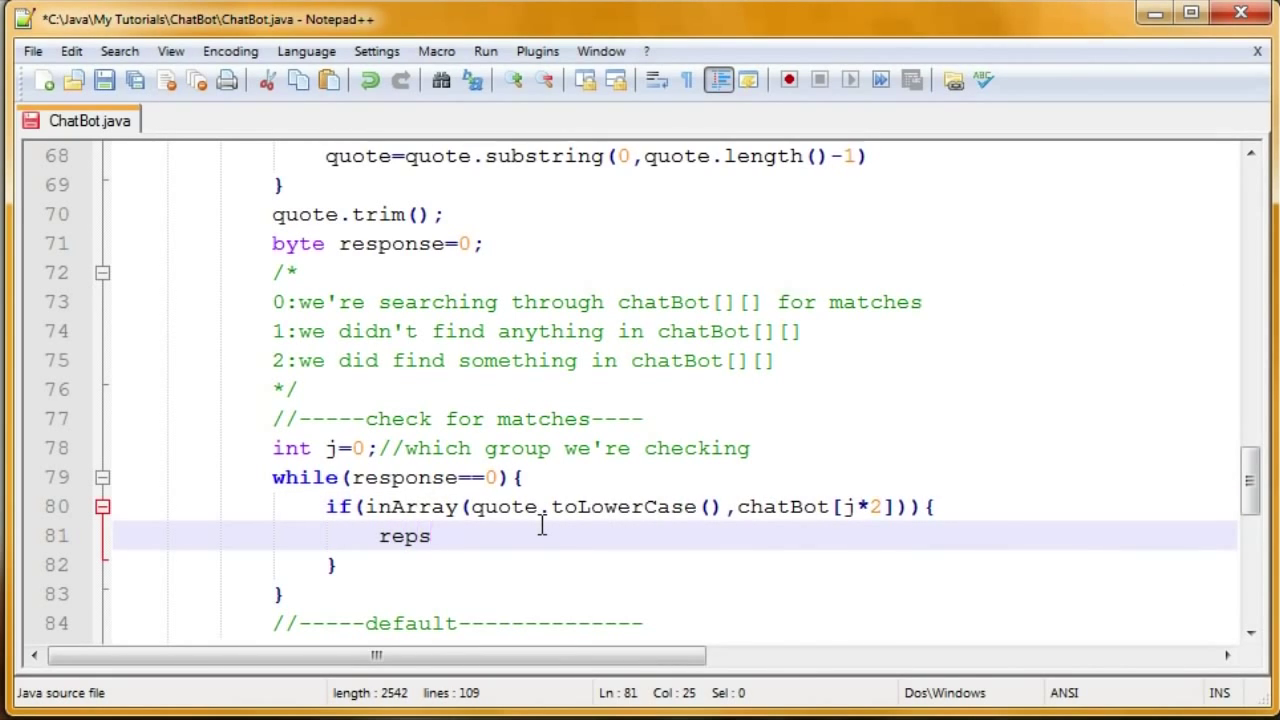 *C:\Java\My Tutorials\ChatBot\ChatBot.java - Notepad++
File Edit Search View Encoding Language Settings Macro Run Plugins Window ? X
ABC
ChatBot.java
68 quote=quote.substring(0,quote.length()-1)
69 }
70 quote.trim();
71 byte response=0;
72 /*
73 0:we're searching through chatBot[][] for matches
74 1:we didn't find anything in chatBot[][]
75 2:we did find something in chatBot[][]
76 */
77 //-----check for matches----
78 int j=0;//which group we're checking
79 while(response==0){
80 if(inArray(quote.toLowerCase(),chatBot[j*2])){
81 reps
82 }
83 }
84 //-----default--------------
Java source file length : 2542 lines : 109 Ln : 81 Col : 25 Sel : 0 Dos\Windows ANSI INS